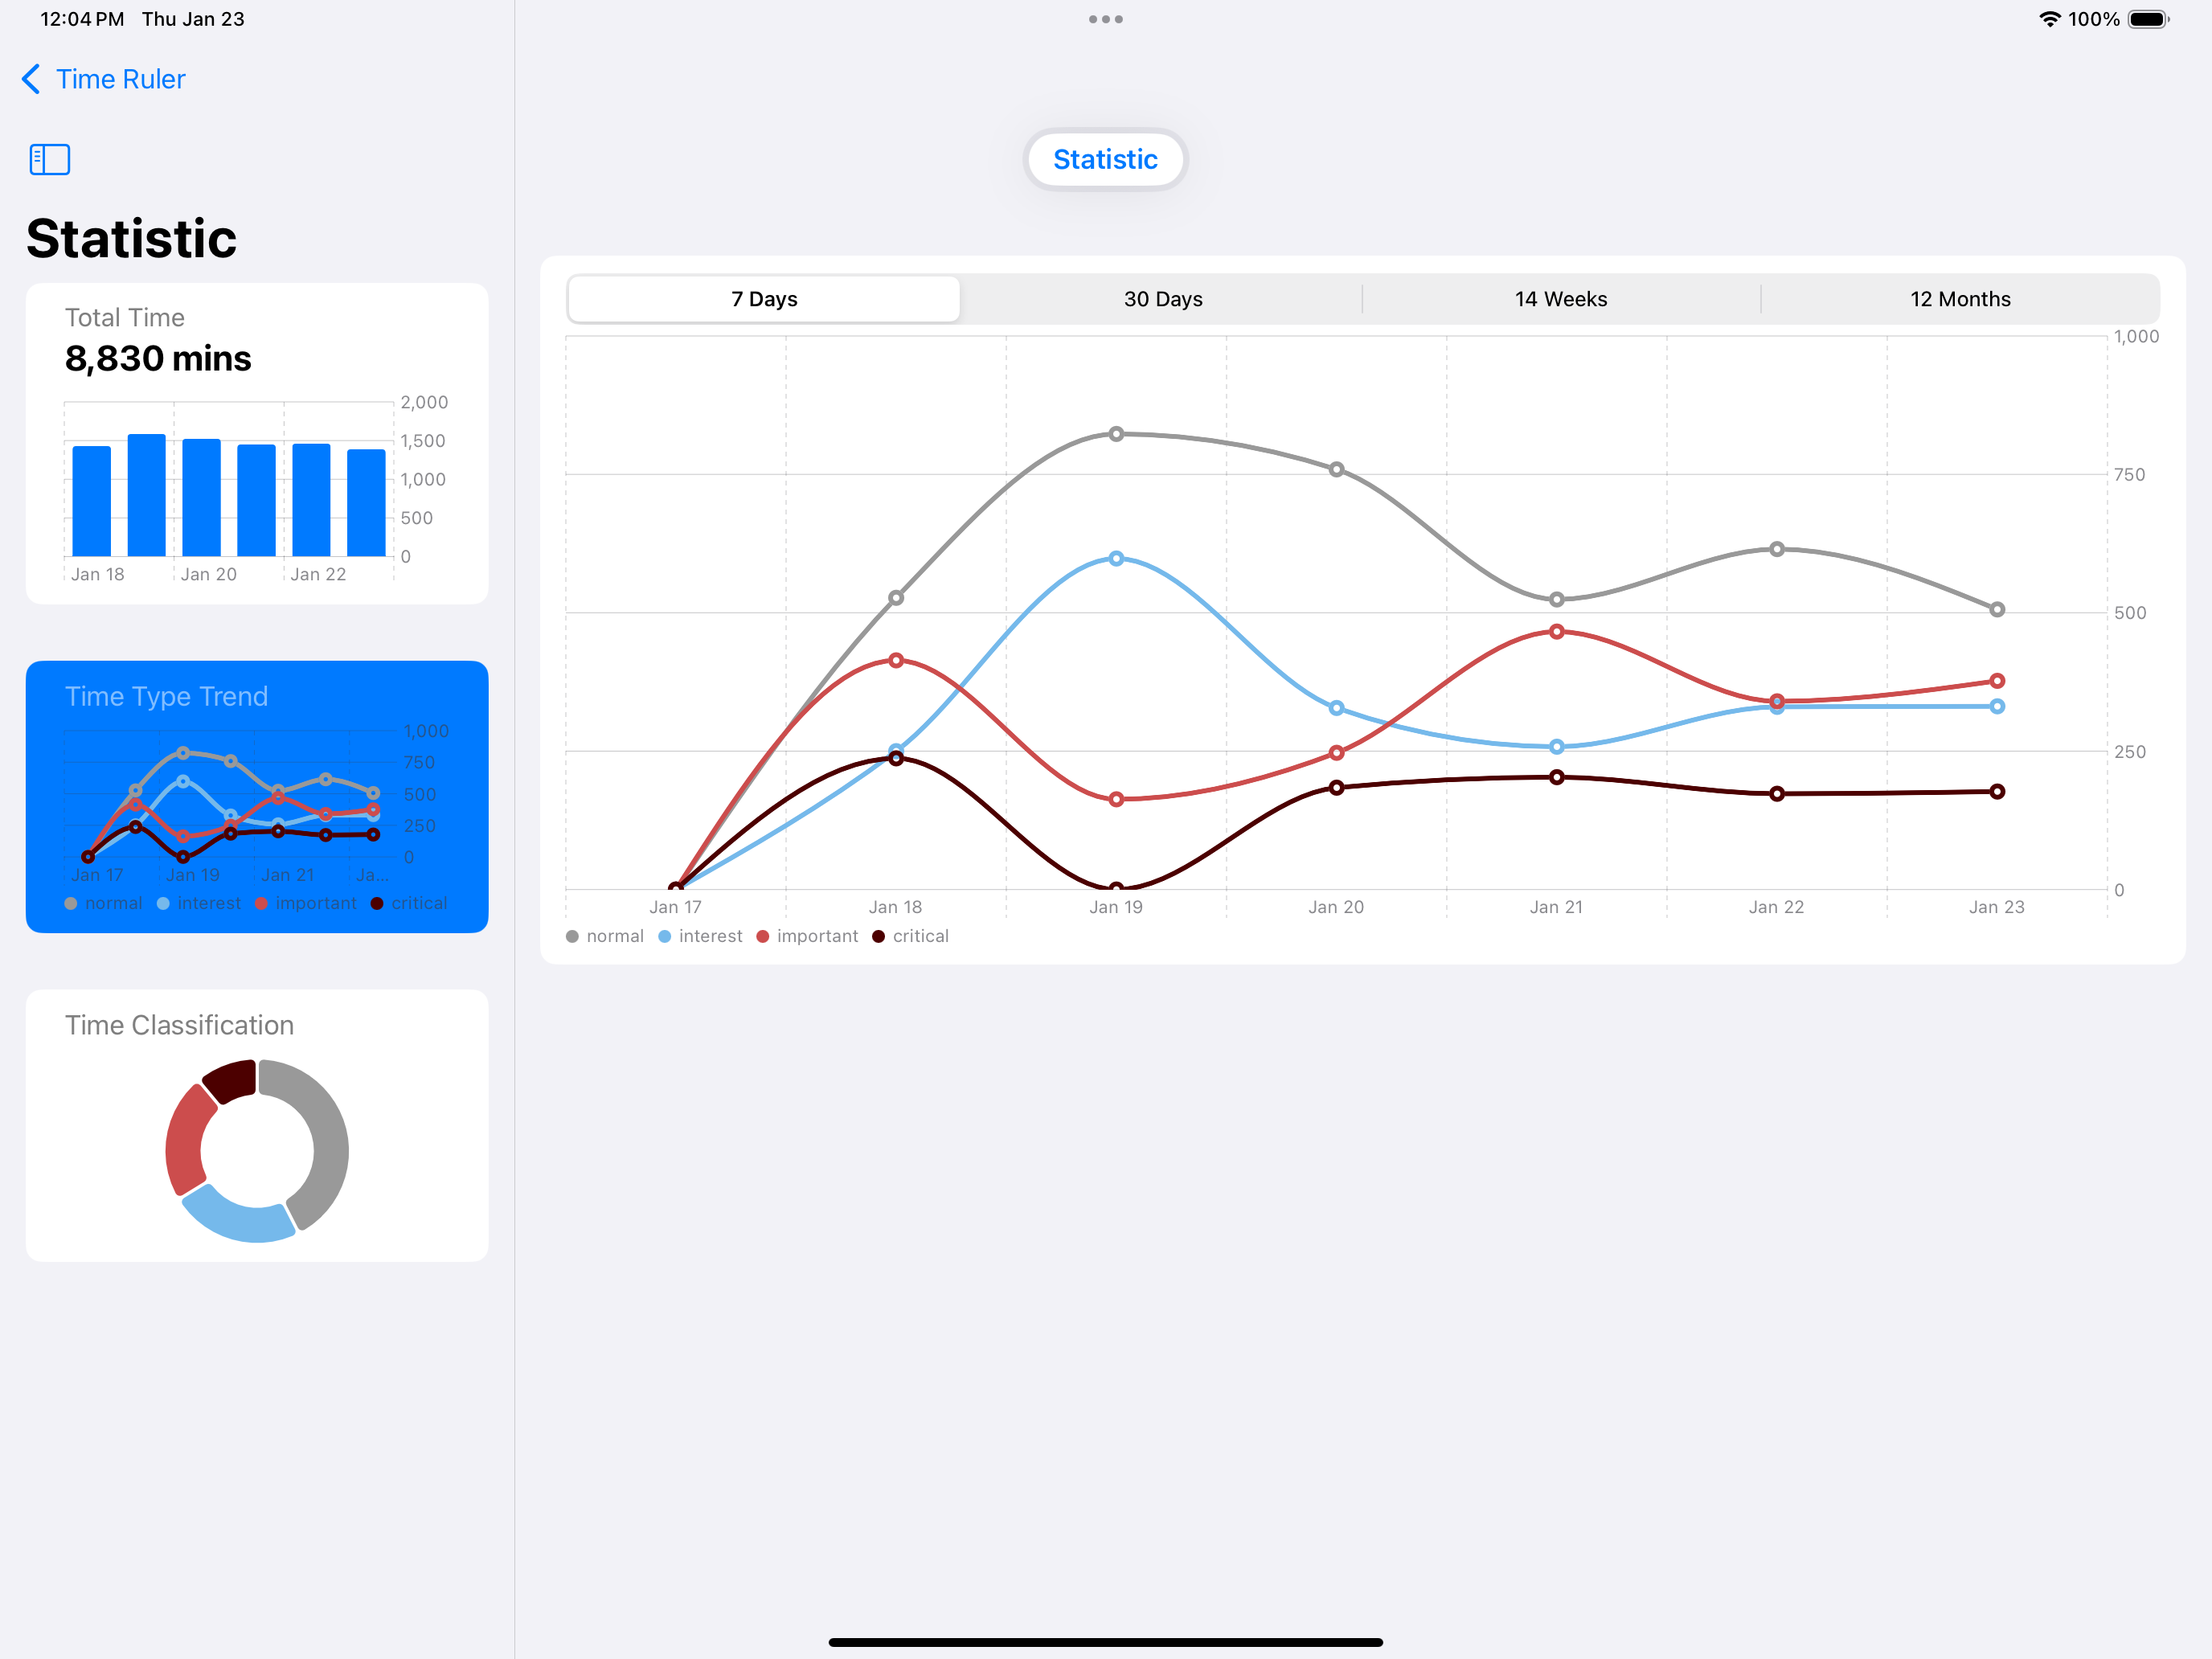 12:04 PM Thu Jan 23
100%
Time Ruler
Statistic
Statistic
Total Time
8,830 mins
2,000
1,500
1,000
500
0
Jan 18 Jan 20 Jan 22
Time Type Trend
1,000
750
500
250
0
Jan 17 Jan 19 Jan 21 Ja...
normal interest important critical
Time Classification
7 Days 30 Days 14 Weeks 12 Months
1,000
750
500
250
0
Jan 17 Jan 18 Jan 19 Jan 20 Jan 21 Jan 22 Jan 23
normal interest important critical